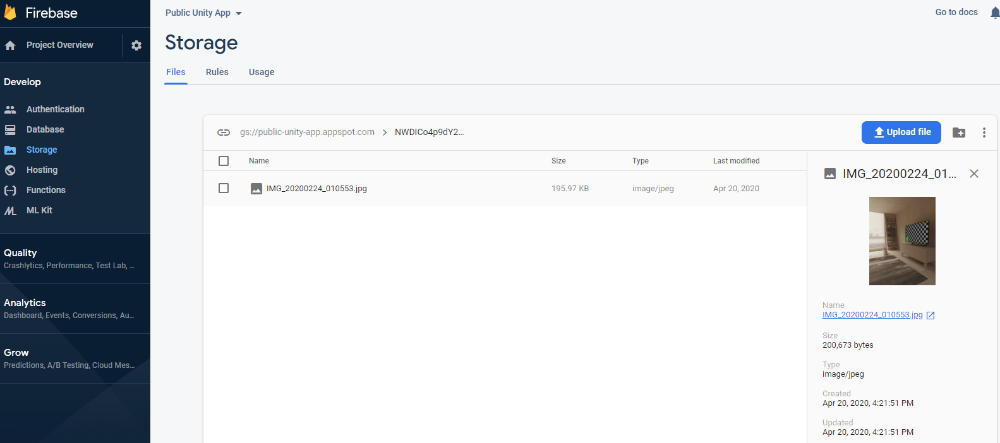 Firebase
Public Unity App
Go to docs
Project Overview
Storage
Files Rules Usage
Develop
Authentication
Database
Storage
Hosting
Functions
ML Kit
Quality
Crashlytics, Performance, Test Lab, ...
Analytics
Dashboard, Events, Conversions, Au...
Grow
Predictions, A/B Testing, Cloud Mes...
gs://public-unity-app.appspot.com > NWDICo4p9dY2...
Upload file
Name Size Type Last modified
IMG_20200224_010553.jpg 195.97 KB image/jpeg Apr 20, 2020
IMG_20200224_01...
Name
IMG_20200224_010553.jpg
Size
200,673 bytes
Type
image/jpeg
Created
Apr 20, 2020, 4:21:51 PM
Updated
Apr 20, 2020, 4:21:51 PM